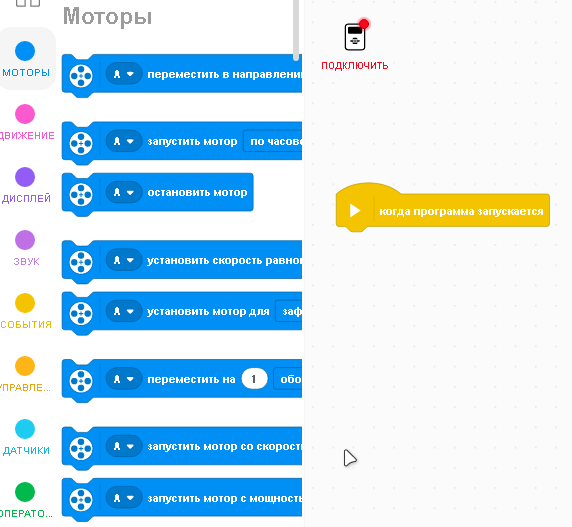 Моторы
МОТОРЫ
ДВИЖЕНИЕ
ДИСПЛЕЙ
ЗВУК
СОБЫТИЯ
УПРАВЛЕ...
ДАТЧИКИ
ОПЕРАТО...
A переместить в направлени
A запустить мотор по часов
A остановить мотор
A установить скорость равно
A установить мотор для заф
A переместить на 1 обо
A запустить мотор со скорост
A запустить мотор с мощность
подключить
когда программа запускается